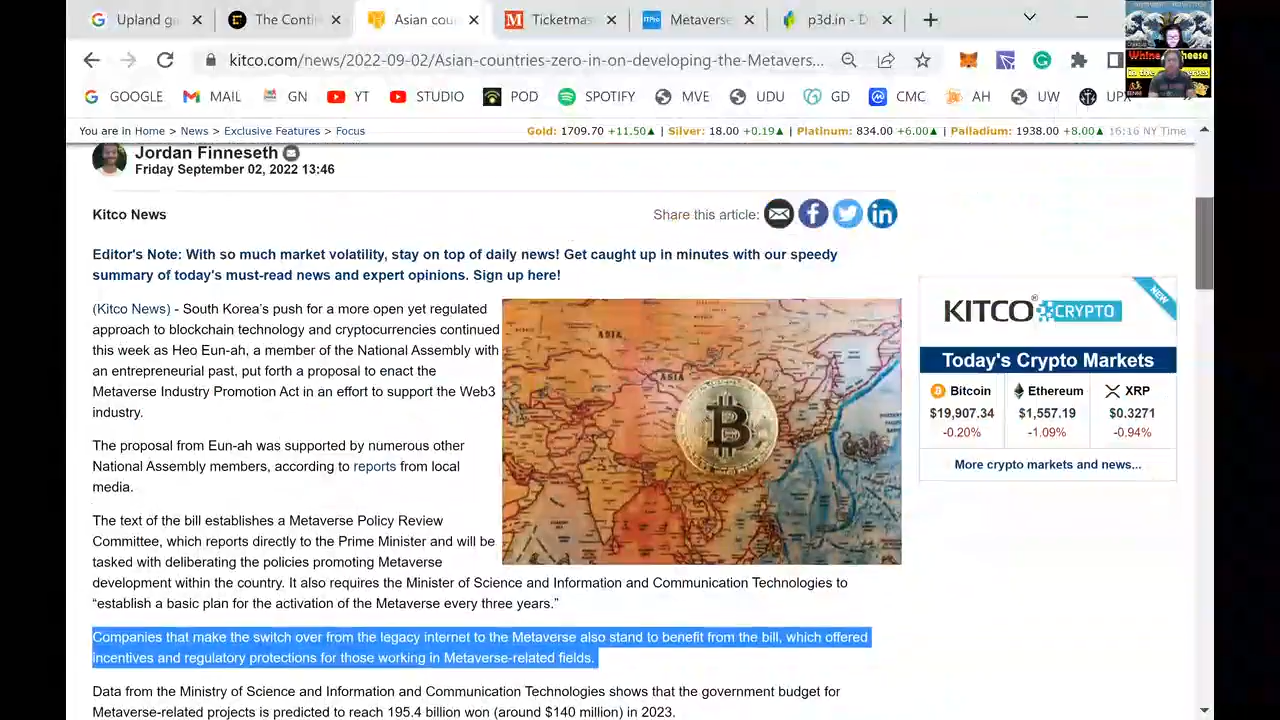 Upland g
The Conti
Asian cou
Ticketmas
Metaverse
p3d.in - D
kitco.com/news/2022-09-02/
-countries-zero-in-on-developing-the-Metavers...
GOOGLE
MAIL
GN
YT
POD
SPOTIFY
GD
CMC
AH
UW
You are in Home > News > Exclusive Features > Focus
Gold: 1709.70 +11.50▲ | Silver: 18.00 +0.19▲ | Platinum: 834.00 +6.00▲ | Palladium: 1938.00 +8.00▲ 16:16 NY Time
Jordan Finneseth
Friday September 02, 2022 13:46
Kitco News
Share this article:
Editor's Note: With so much market volatility, stay on top of daily news! Get caught up in minutes with our speedy
summary of today's must-read news and expert opinions. Sign up here!
(Kitco News) - South Korea's push for a more open yet regulated
approach to blockchain technology and cryptocurrencies continued
this week as Heo Eun-ah, a member of the National Assembly with
an entrepreneurial past, put forth a proposal to enact the
Metaverse Industry Promotion Act in an effort to support the Web3
industry.
The proposal from Eun-ah was supported by numerous other
National Assembly members, according to reports from local
media.
The text of the bill establishes a Metaverse Policy Review
Committee, which reports directly to the Prime Minister and will be
tasked with deliberating the policies promoting Metaverse
development within the country. It also requires the Minister of Science and Information and Communication Technologies to
“establish a basic plan for the activation of the Metaverse every three years.”
Companies that make the switch over from the legacy internet to the Metaverse also stand to benefit from the bill, which offered
incentives and regulatory protections for those working in Metaverse-related fields.
Data from the Ministry of Science and Information and Communication Technologies shows that the government budget for
Metaverse-related projects is predicted to reach 195.4 billion won (around $140 million) in 2023.
ASIA
ASIA
NEW
KITCO CRYPTO
Today's Crypto Markets
Bitcoin
Ethereum
XRP
$19,907.34
$1,557.19
$0.3271
-0.20%
-1.09%
-0.94%
More crypto markets and news...